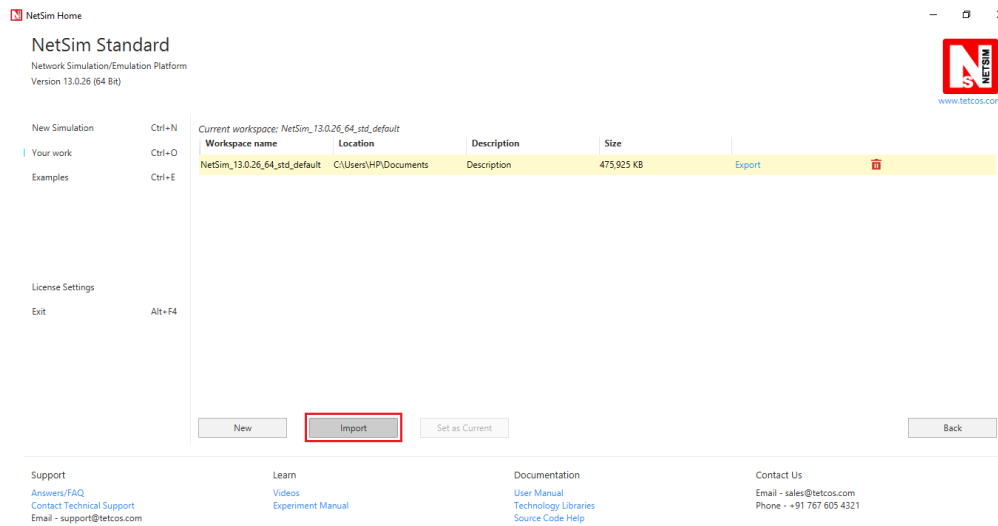 NetSim Home
NetSim Standard
Network Simulation/Emulation Platform
Version 13.0.26 (64 Bit)
NETSIM
N
S
www.tetcos.com
New Simulation Ctrl+N
Your work Ctrl+O
Examples Ctrl+E
License Settings
Exit Alt+F4
Current workspace: NetSim_13.0.26_64_std_default
Workspace name Location Description Size
NetSim_13.0.26_64_std_default C:\Users\HP\Documents Description 475,925 KB Export
New Import Set as Current Back
Support Learn Documentation Contact Us
Answers/FAQ Videos User Manual Email - sales@tetcos.com
Contact Technical Support Experiment Manual Technology Libraries Phone - +91 767 605 4321
Email - support@tetcos.com Source Code Help